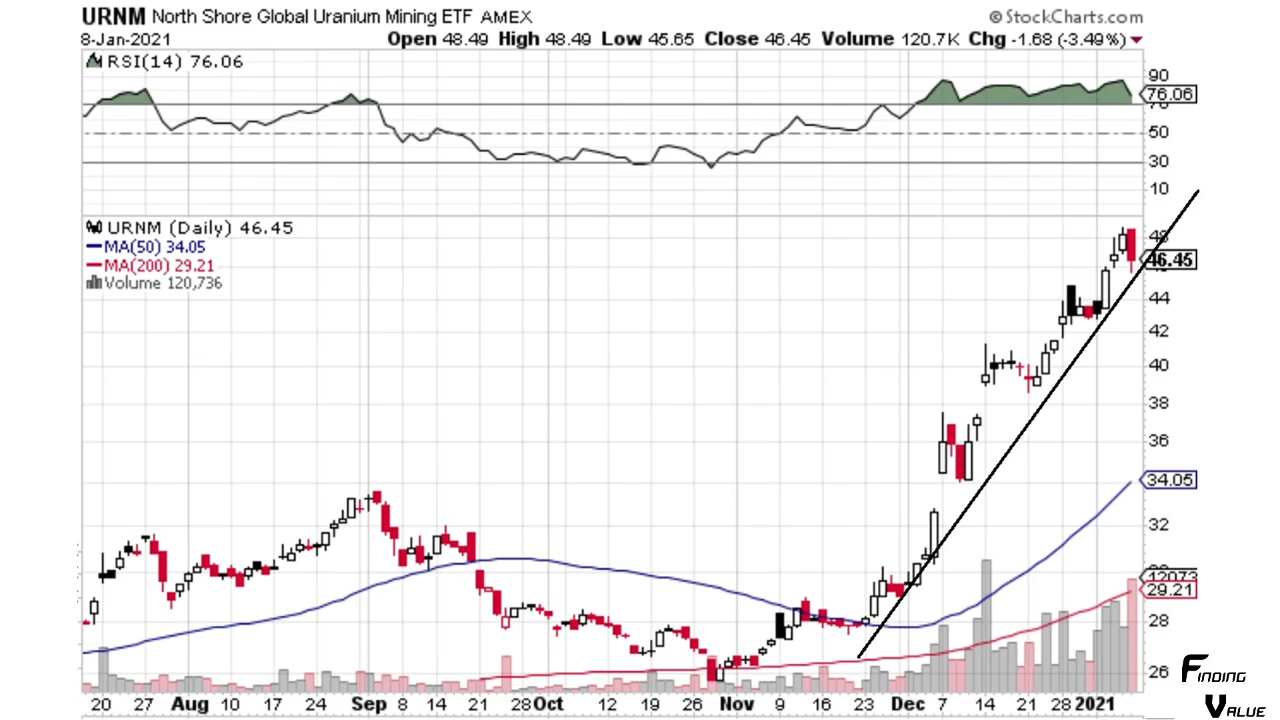 URNM North Shore Global Uranium Mining ETF AMEX © StockCharts.com
8-Jan-2021 Open 48.49 High 48.49 Low 45.65 Close 46.45 Volume 120.7K Chg -1.68 (-3.49%)
RSI(14) 76.06
90
76.06
70
50
30
10
URNM (Daily) 46.45
MA(50) 34.05
MA(200) 29.21
Volume 120,736
48
46.45
44
42
40
38
36
34.05
32
30
12073
29.21
28
26
20 27 Aug 10 17 24 Sep 8 14 21 28 Oct 12 19 26 Nov 9 16 23 Dec 7 14 21 28 2021
Finding
Value